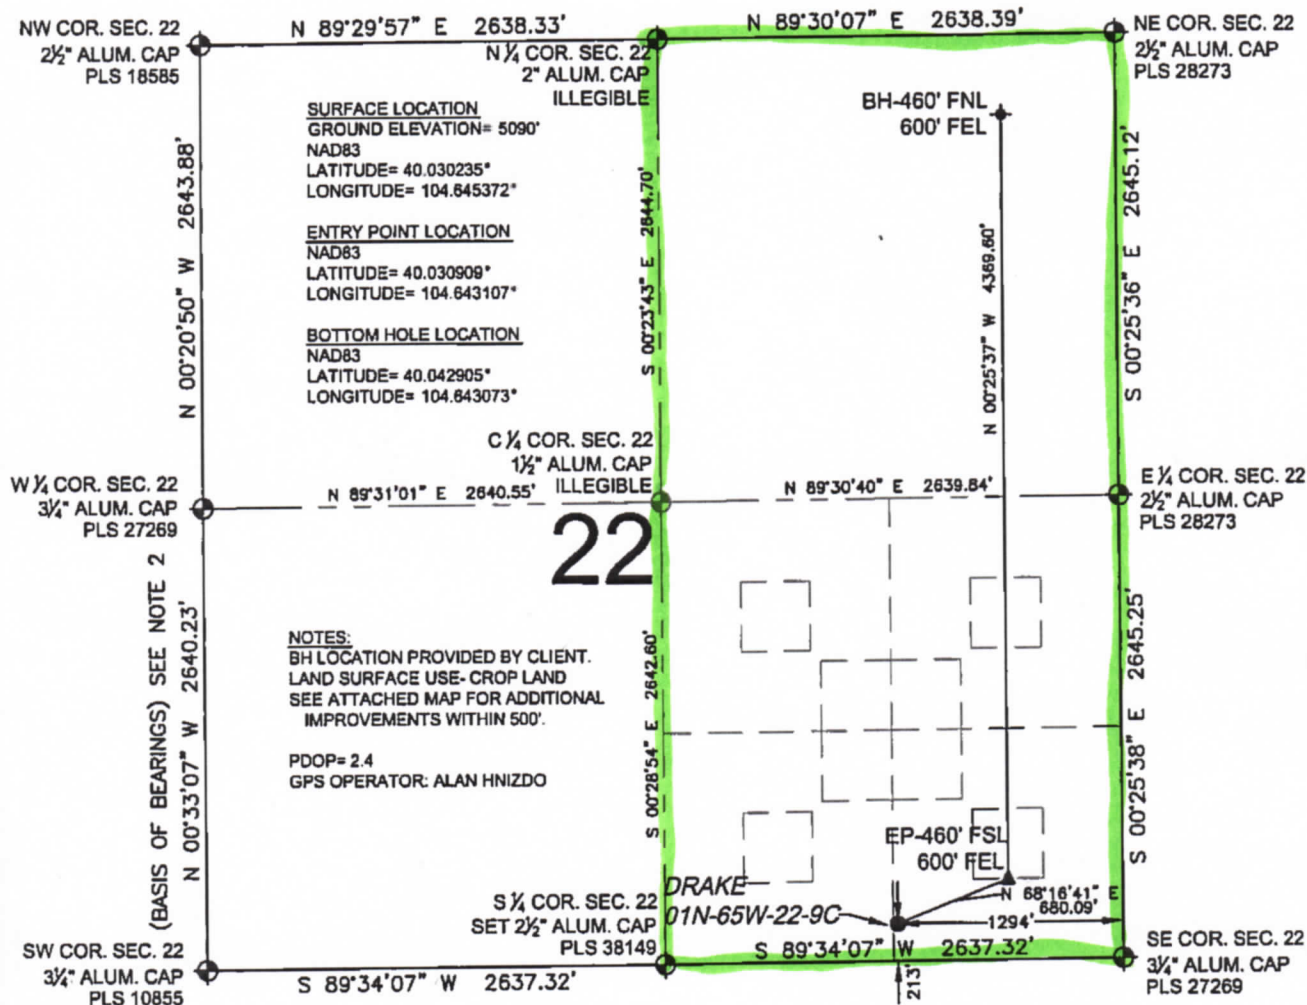 N 89°29'57" E 2638.33'
N 89°30'07" E 2638.39'
NW COR. SEC. 22
2½" ALUM. CAP
PLS 18585
N ¼ COR. SEC. 22
2" ALUM. CAP
ILLEGIBLE
NE COR. SEC. 22
2½" ALUM. CAP
PLS 28273
BH-460' FNL
600' FEL
SURFACE LOCATION
GROUND ELEVATION= 5090'
NAD83
LATITUDE= 40.030235°
LONGITUDE= 104.645372°
ENTRY POINT LOCATION
NAD83
LATITUDE= 40.030909°
LONGITUDE= 104.643107°
BOTTOM HOLE LOCATION
NAD83
LATITUDE= 40.042905°
LONGITUDE= 104.643073°
N 00°20'50" W 2643.88'
S 00°23'43" E 2644.70'
N 00°25'37" W 4369.60'
S 00°25'36" E 2645.12'
C ¼ COR. SEC. 22
1½" ALUM. CAP
ILLEGIBLE
W ¼ COR. SEC. 22
3¼" ALUM. CAP
PLS 27269
N 89°31'01" E 2640.55'
N 89°30'40" E 2639.84'
E ¼ COR. SEC. 22
2½" ALUM. CAP
PLS 28273
22
(BASIS OF BEARINGS) SEE NOTE 2
N 00°33'07" W 2640.23'
NOTES:
BH LOCATION PROVIDED BY CLIENT.
LAND SURFACE USE- CROP LAND
SEE ATTACHED MAP FOR ADDITIONAL
IMPROVEMENTS WITHIN 500'.
PDOP= 2.4
GPS OPERATOR: ALAN HNIZDO
S 00°28'54" E 2642.60'
S 00°25'38" E 2645.25'
EP-460' FSL
600' FEL
N 68°16'41" E
680.09'
1294'
DRAKE
01N-65W-22-9C
S ¼ COR. SEC. 22
SET 2½" ALUM. CAP
PLS 38149
S 89°34'07" W 2637.32'
213'
SW COR. SEC. 22
3¼" ALUM. CAP
PLS 10855
S 89°34'07" W 2637.32'
SE COR. SEC. 22
3¼" ALUM. CAP
PLS 27269